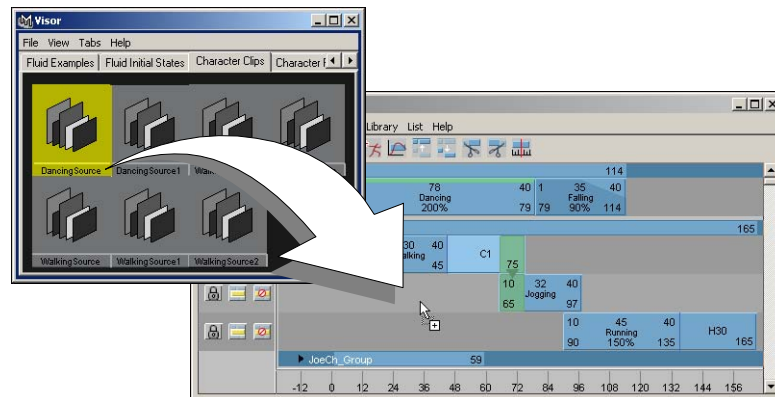 Visor
File View Tabs Help
Fluid Examples Fluid Initial States Character Clips Character
DancingSource DancingSource1
WalkingSource WalkingSource1 WalkingSource2
Library List Help
114
78 40 1 35 40
Dancing Falling
200% 79 79 90% 114
165
30 40
alking C1
45 75
10 32 40
Jogging
65 97
10 45 40
Running H30
90 150% 135 165
JoeCh_Group 59
-12 0 12 24 36 48 60 72 84 96 108 120 132 144 156